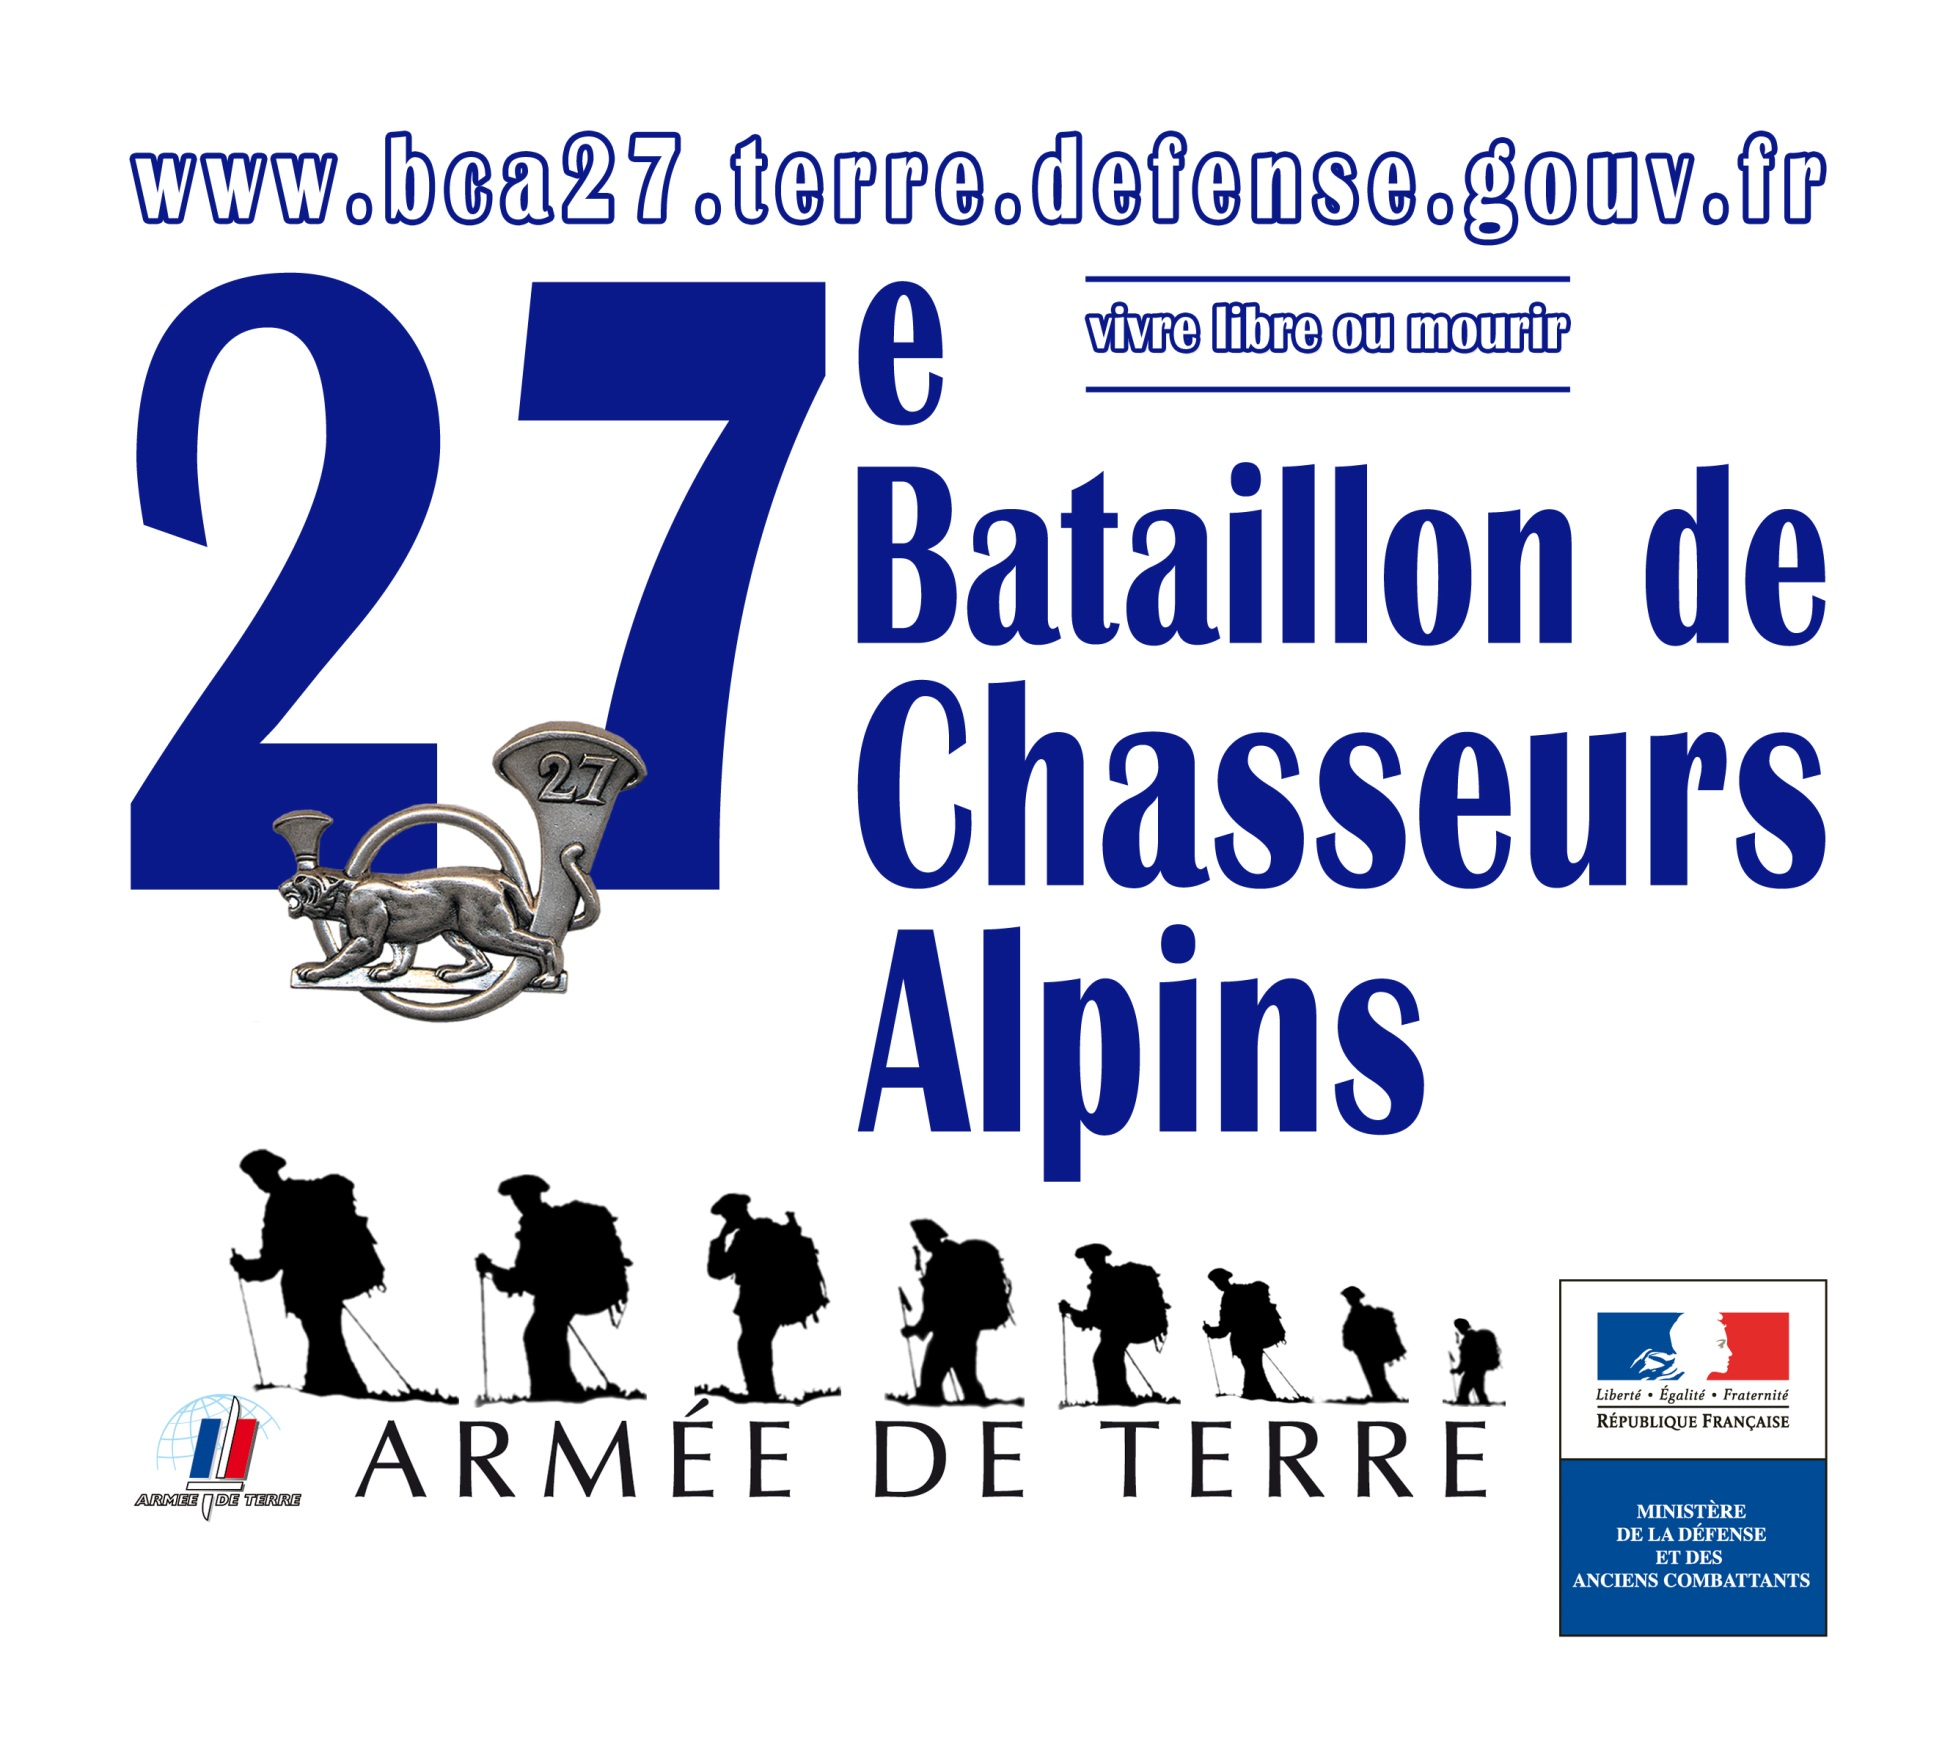 www.bca27.terre.defense.gouv.fr
27e
vivre libre ou mourir
Bataillon de
Chasseurs
Alpins
27
ARMEE DE TERRE
ARMÉE DE TERRE
Liberté • Égalité • Fraternité
RÉPUBLIQUE FRANÇAISE
MINISTÈRE
DE LA DÉFENSE
ET DES
ANCIENS COMBATTANTS